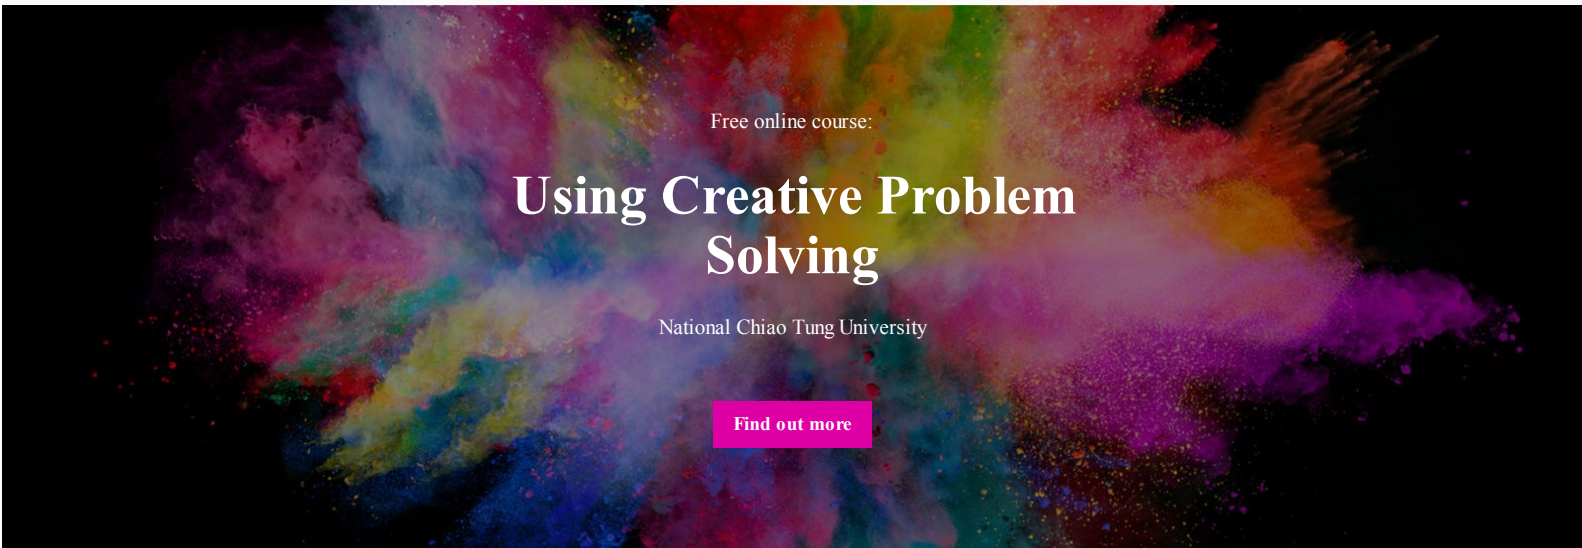 Free online course:
Using Creative Problem
Solving
National Chiao Tung University
Find out more